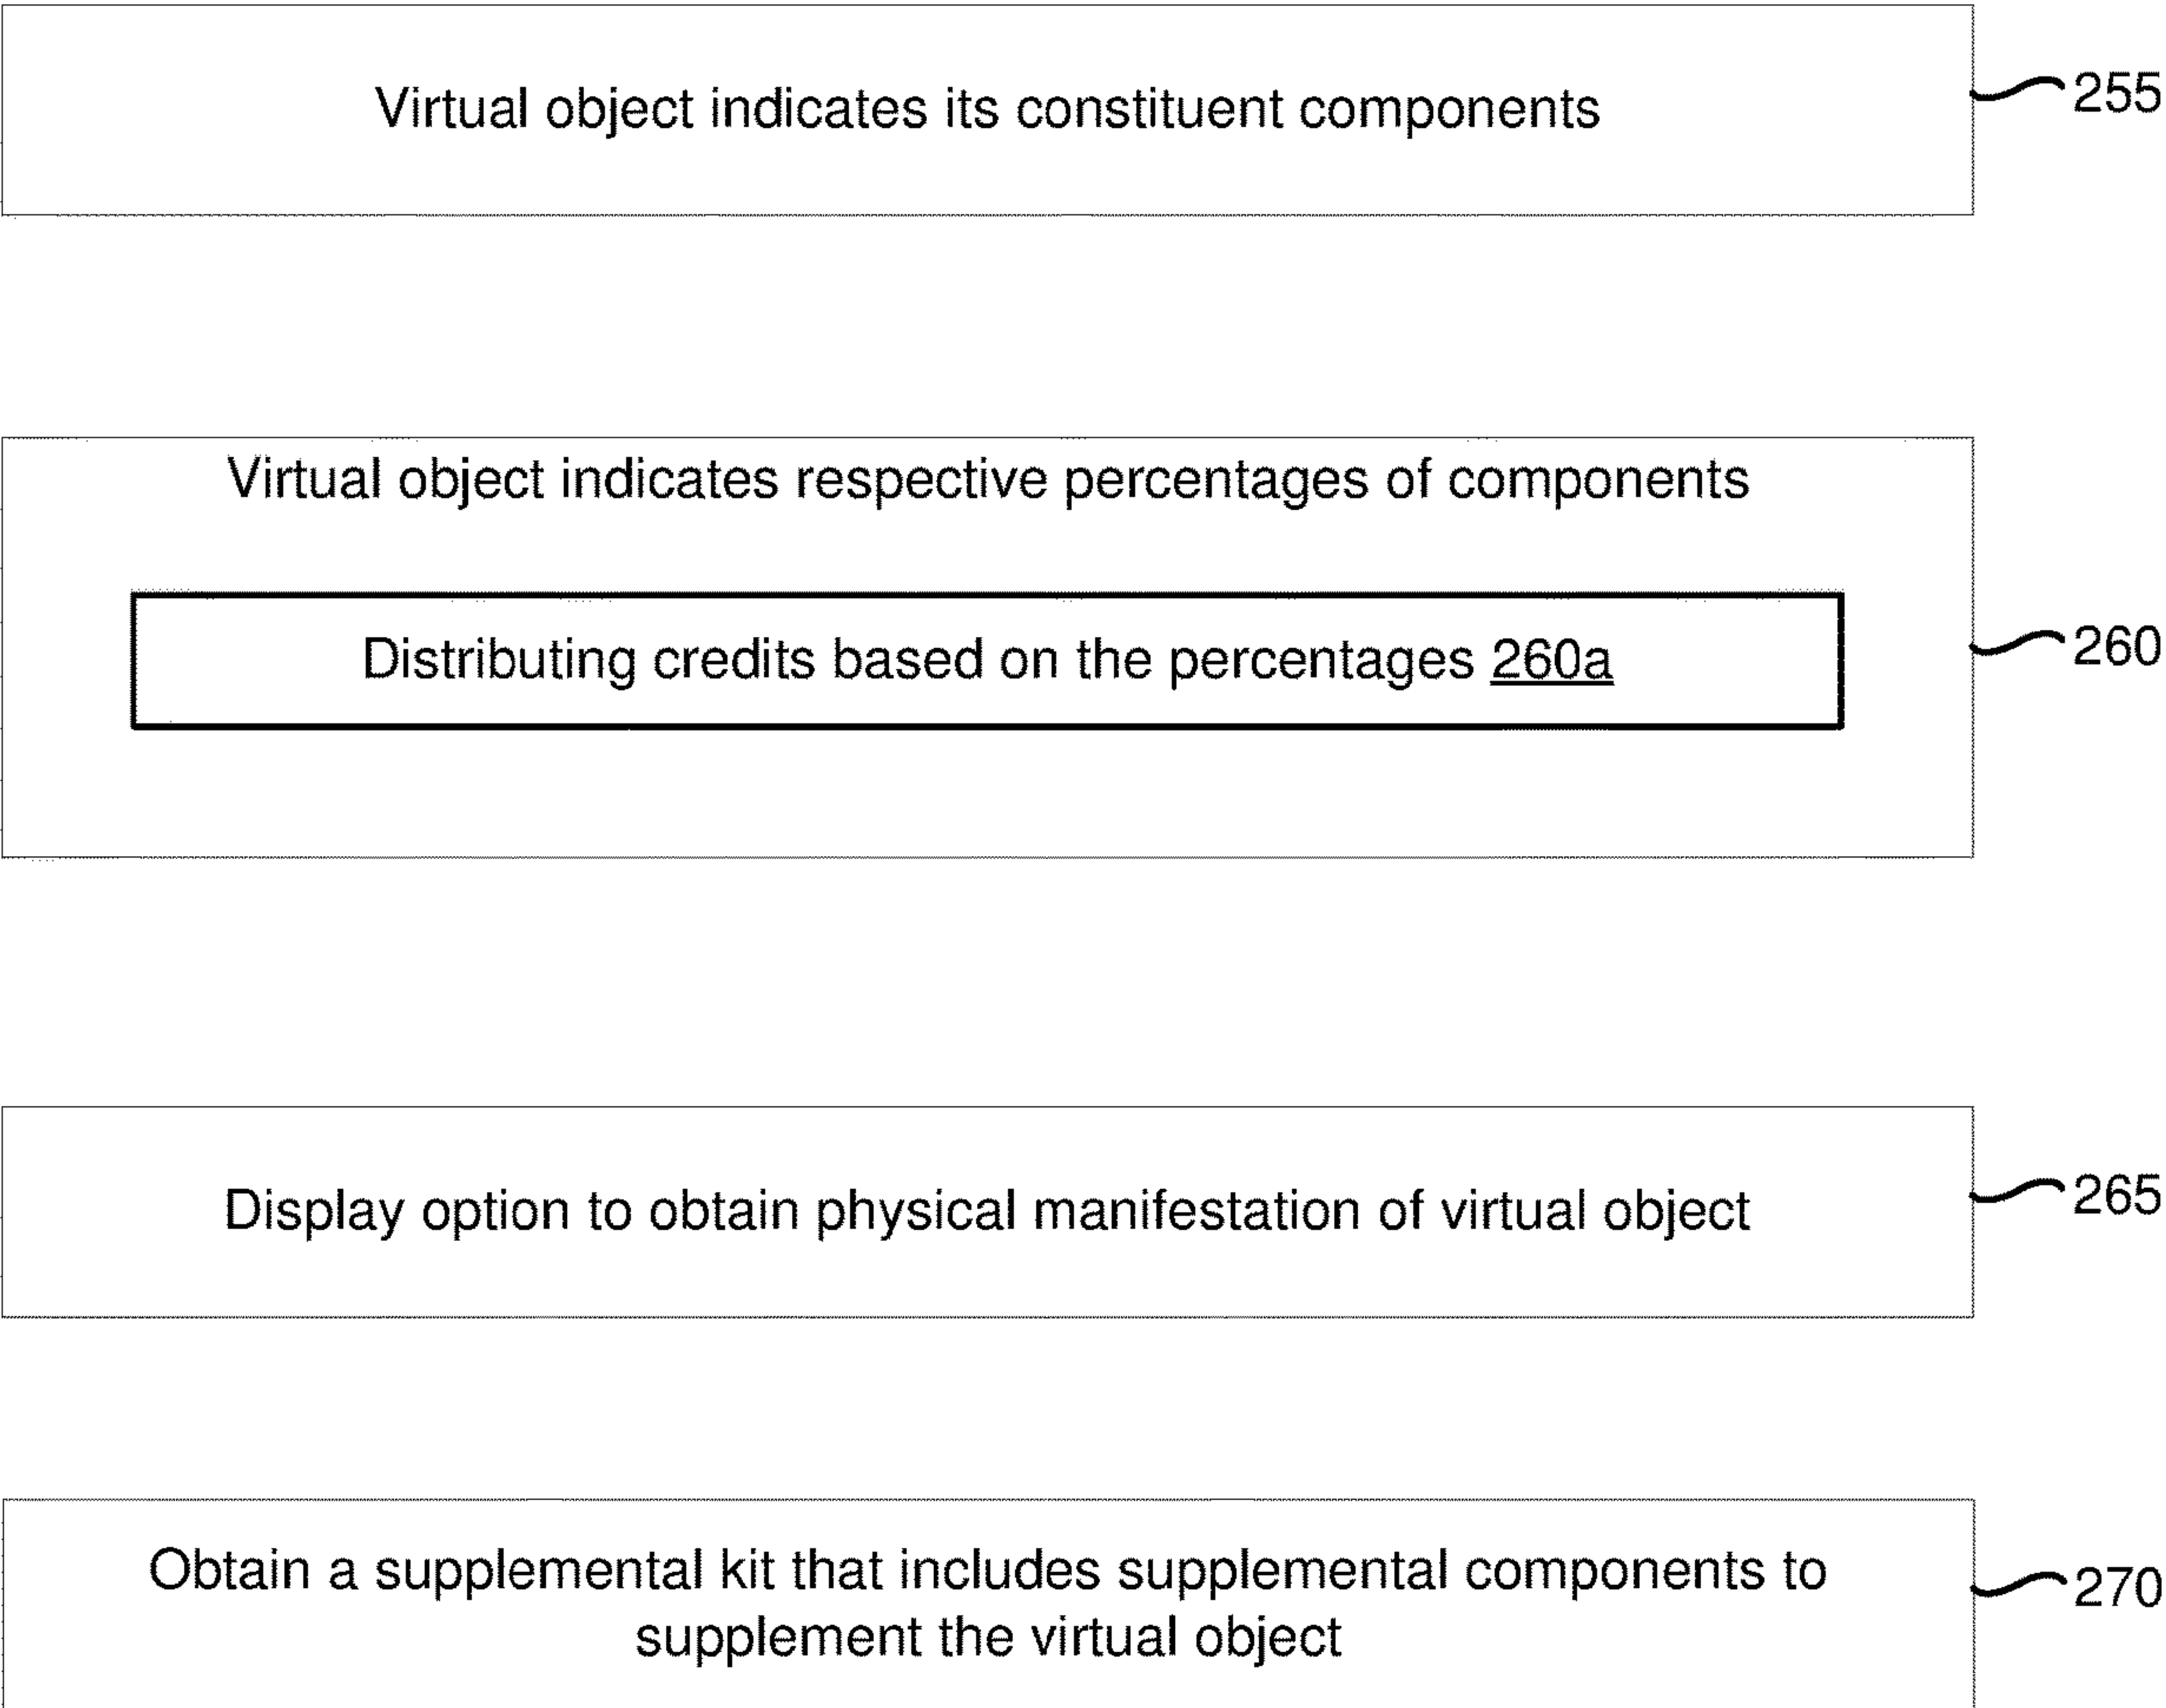 Virtual object indicates its constituent components
255
Virtual object indicates respective percentages of components
Distributing credits based on the percentages 260a
260
Display option to obtain physical manifestation of virtual object
265
Obtain a supplemental kit that includes supplemental components to
supplement the virtual object
270